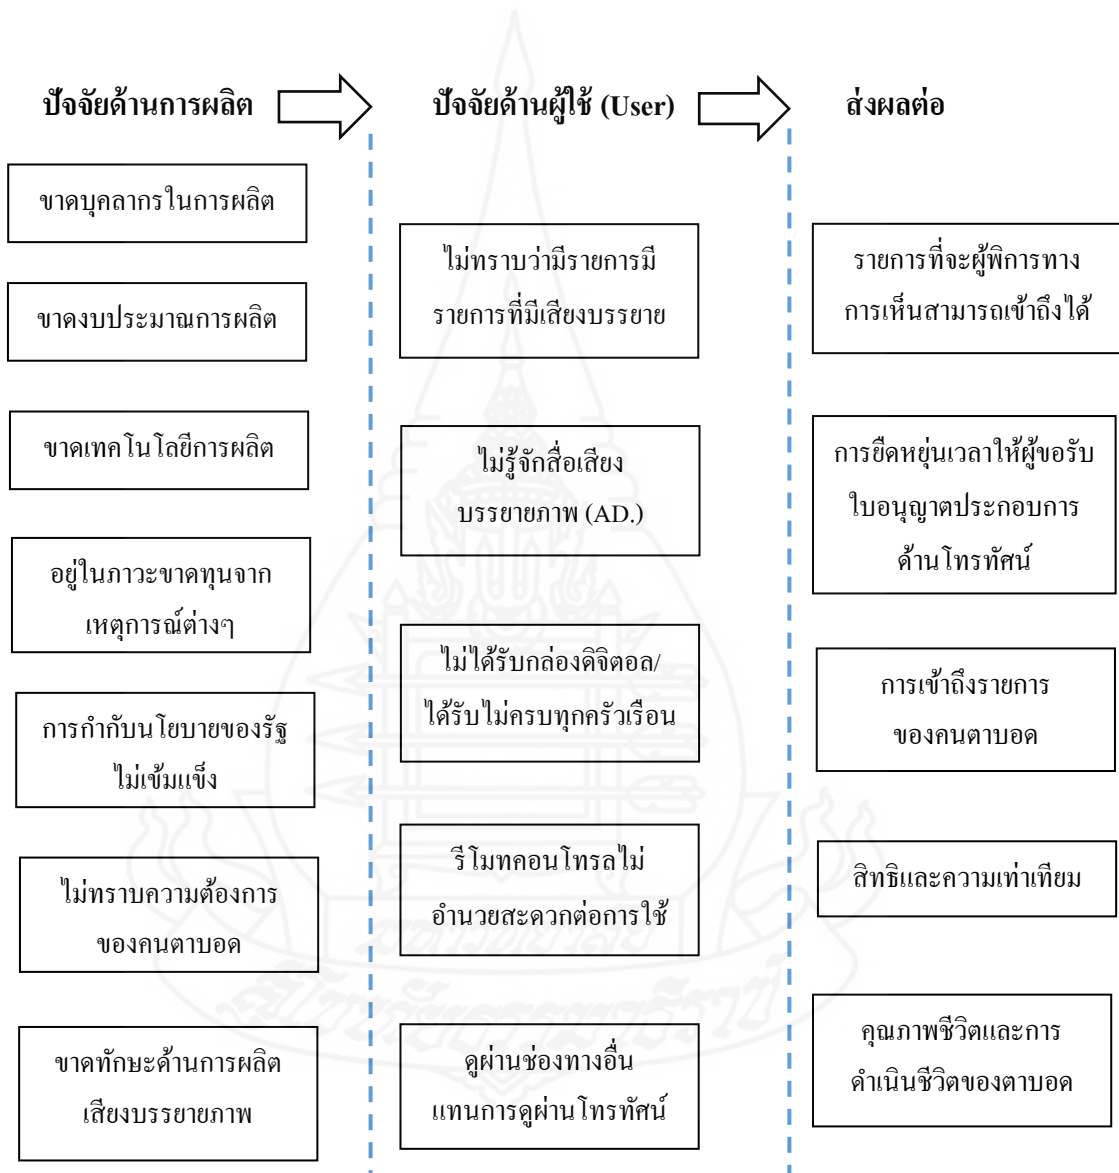 ปัจจัยด้านการผลิต
ปัจจัยด้านผู้ใช้ (User)
ส่งผลต่อ
ขาดบุคลากรในการผลิต
ขาดงบประมาณการผลิต
ขาดเทคโนโลยีการผลิต
อยู่ในภาวะขาดทุนจาก
เหตุการณ์ต่างๆ
การกำกับนโยบายของรัฐ
ไม่เข้มแข็ง
ไม่ทราบความต้องการ
ของคนตาบอด
ขาดทักษะด้านการผลิต
เสียงบรรยายภาพ
ไม่ทราบว่ามีรายการมี
รายการที่มีเสียงบรรยาย
ไม่รู้จักสื่อเสียง
บรรยายภาพ (AD.)
ไม่ได้รับกล่องดิจิตอล/
ได้รับไม่ครบทุกครัวเรือน
รีโมทคอนโทรลไม่
อำนวยสะดวกต่อการใช้
ดูผ่านช่องทางอื่น
แทนการดูผ่านโทรทัศน์
รายการที่จะผู้พิการทาง
การเห็นสามารถเข้าถึงได้
การยืดหยุ่นเวลาให้ผู้ขอรับ
ใบอนุญาตประกอบการ
ด้านโทรทัศน์
การเข้าถึงรายการ
ของคนตาบอด
สิทธิและความเท่าเทียม
คุณภาพชีวิตและการ
ดำเนินชีวิตของตาบอด
มหาวิทยาลัย
สุโขทัยธรรมาธิราช